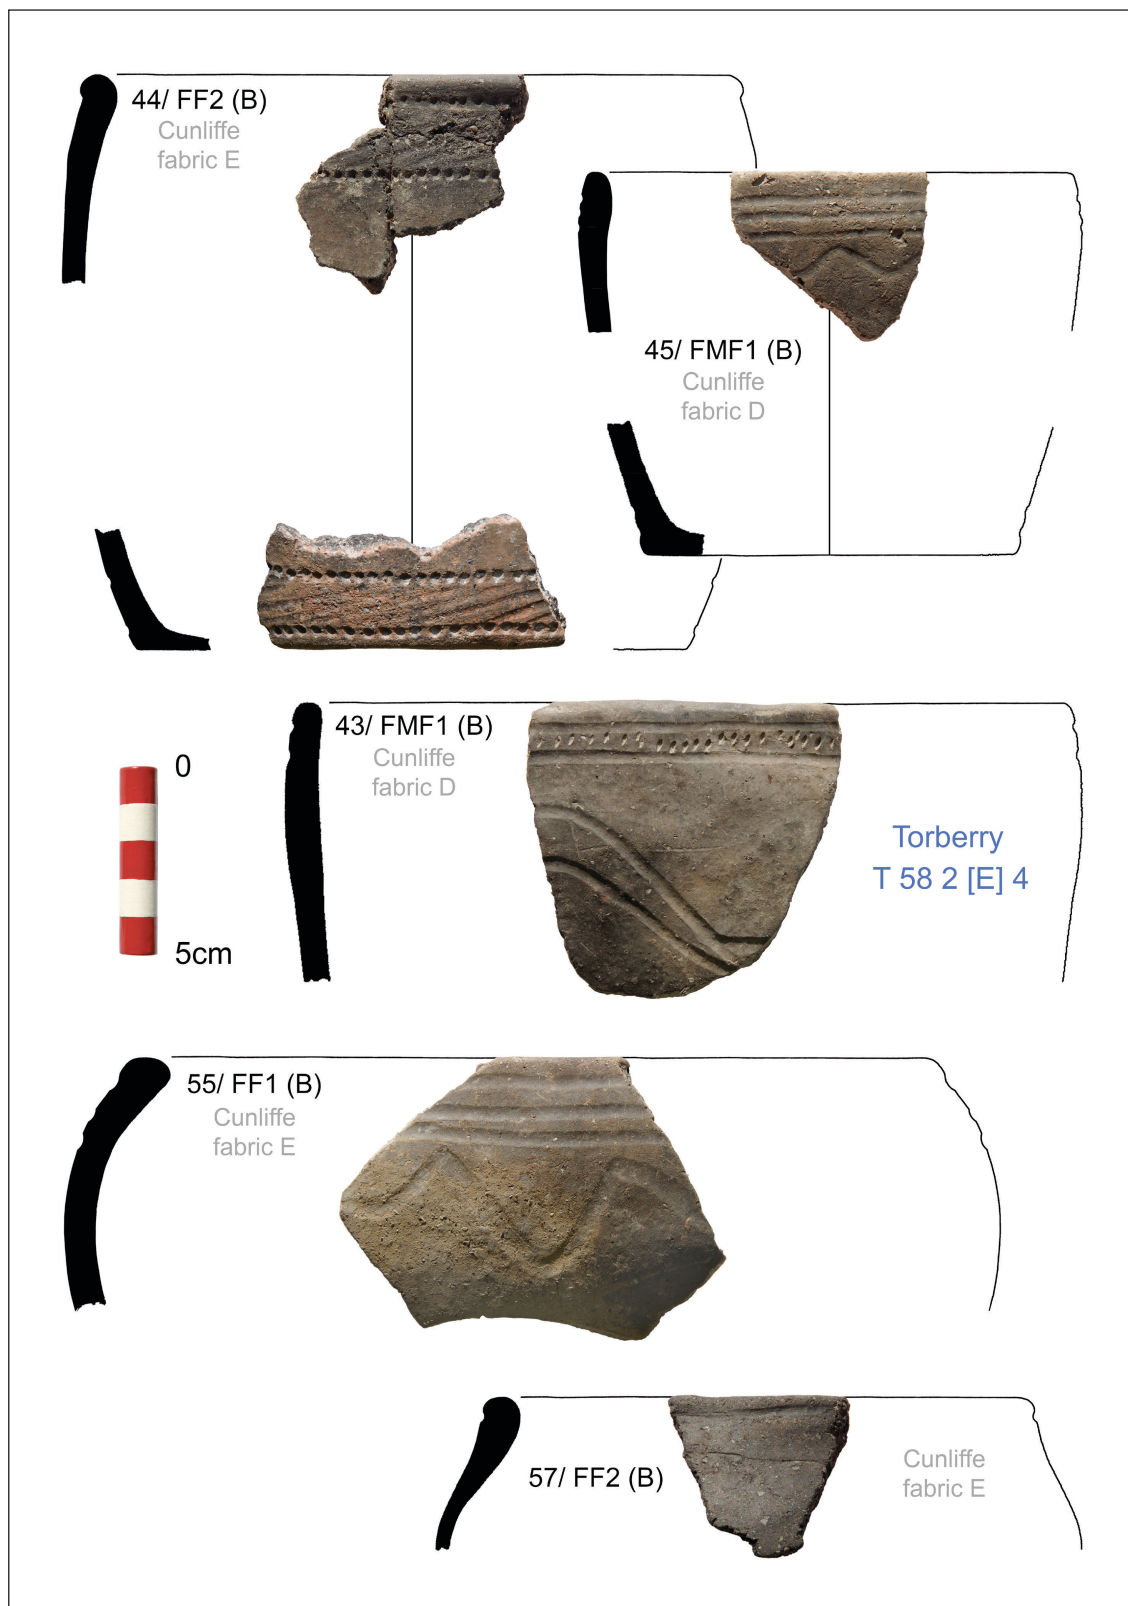 44/ FF2 (B)
Cunliffe
fabric E
45/ FMF1 (B)
Cunliffe
fabric D
43/ FMF1 (B)
Cunliffe
fabric D
0
5cm
Torberry
T 58 2 [E] 4
55/ FF1 (B)
Cunliffe
fabric E
57/ FF2 (B)
Cunliffe
fabric E